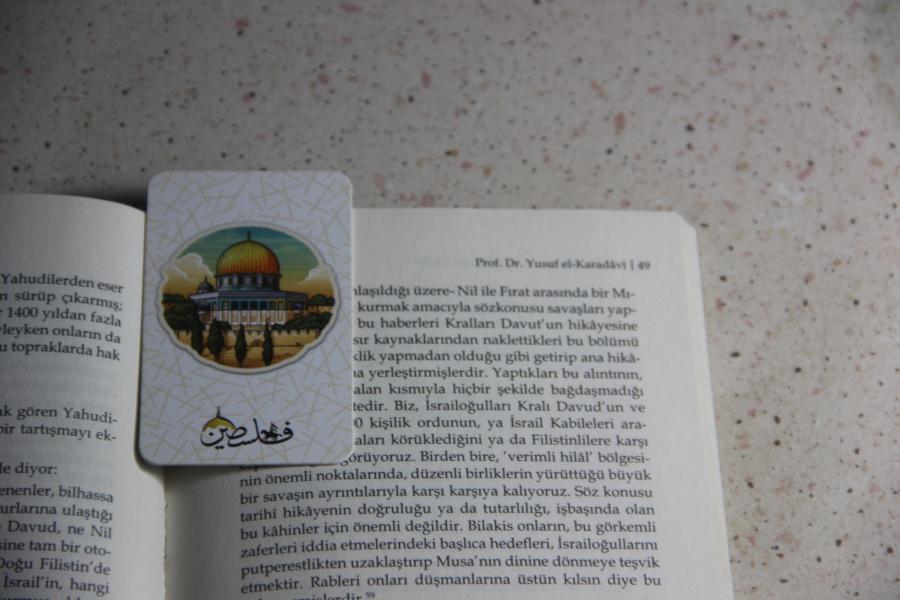 Yahudilerden eser
n sürüp çıkarmış;
r 1400 yıldan fazla
yleyken onların da
u topraklarda hak
ak gören Yahudi-
bir tartışmayı ek-
le diyor:
enenler, bilhassa
nurlarına ulaştığı
Davud, ne Nil
sine tam bir oto-
Doğu Filistin'de
İsrail'in, hangi
فلسطين
Prof. Dr. Yusuf el-Karadâvî | 49
nlaşıldığı üzere- Nil ile Fırat arasında bir Mı-
kurmak amacıyla sözkonusu savaşları yap-
bu haberleri Kralları Davut'un hikâyesine
sır kaynaklarından naklettikleri bu bölümü
klik yapmadan olduğu gibi getirip ana hikâ-
na yerleştirmişlerdir. Yaptıkları bu alıntının,
alan kısmıyla hiçbir şekilde bağdaşmadığı
tedir. Biz, İsrailoğulları Kralı Davud'un ve
0 kişilik ordunun, ya İsrail Kabileleri ara-
aları körüklediğini ya da Filistinlilere karşı
görüyoruz. Birden bire, 'verimli hilâl' bölgesi-
nin önemli noktalarında, düzenli birliklerin yürüttüğü büyük
bir savaşın ayrıntılarıyla karşı karşıya kalıyoruz. Söz konusu
tarihî hikâyenin doğruluğu ya da tutarlılığı, işbaşında olan
bu kâhinler için önemli değildir. Bilakis onların, bu görkemli
zaferleri iddia etmelerindeki başlıca hedefleri, İsrailoğullarını
putperestlikten uzaklaştırıp Musa'nın dinine dönmeye teşvik
etmektir. Rableri onları düşmanlarına üstün kılsın diye bu